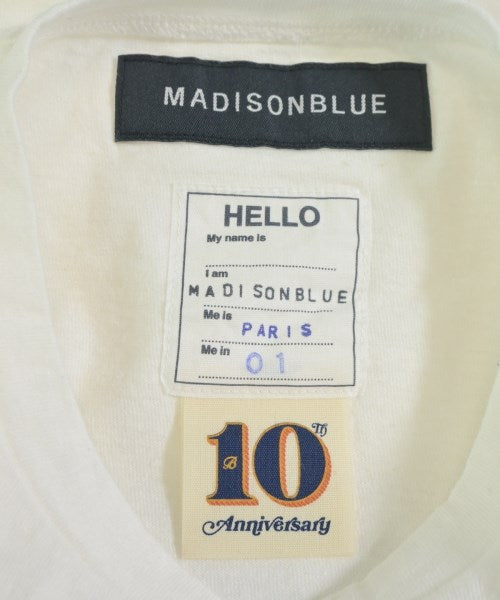 MADISONBLUE
HELLO
My name is
I am
MADISONBLUE
Me is
PARIS
Me in
01
10TH
B
Anniversary